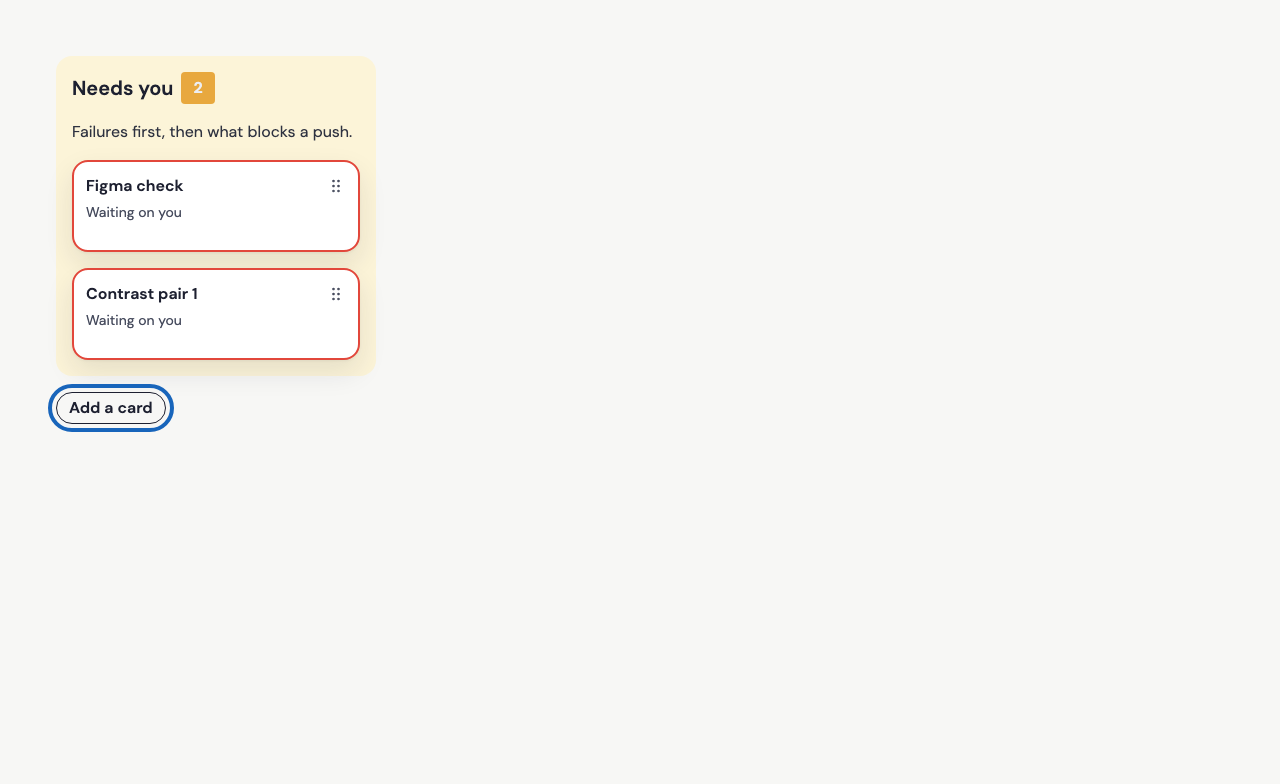 Needs you 2
Failures first, then what blocks a push.
Figma check
Waiting on you
Contrast pair 1
Waiting on you
Add a card